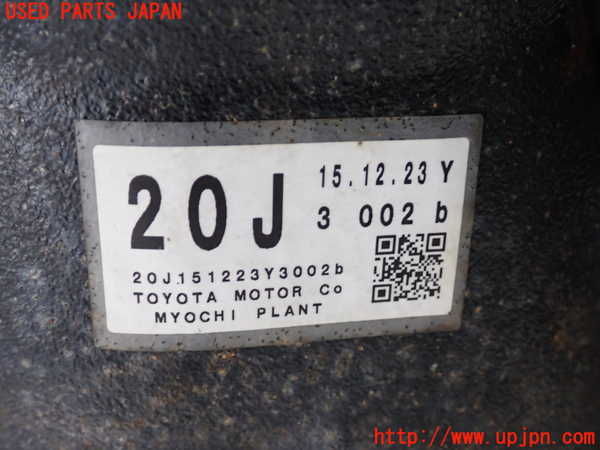 USED PARTS JAPAN
20J
15.12.23 Y
3 002 b
20J151223Y3002b
TOYOTA MOTOR Co
MYOCHI PLANT
http://www.upjpn.com/